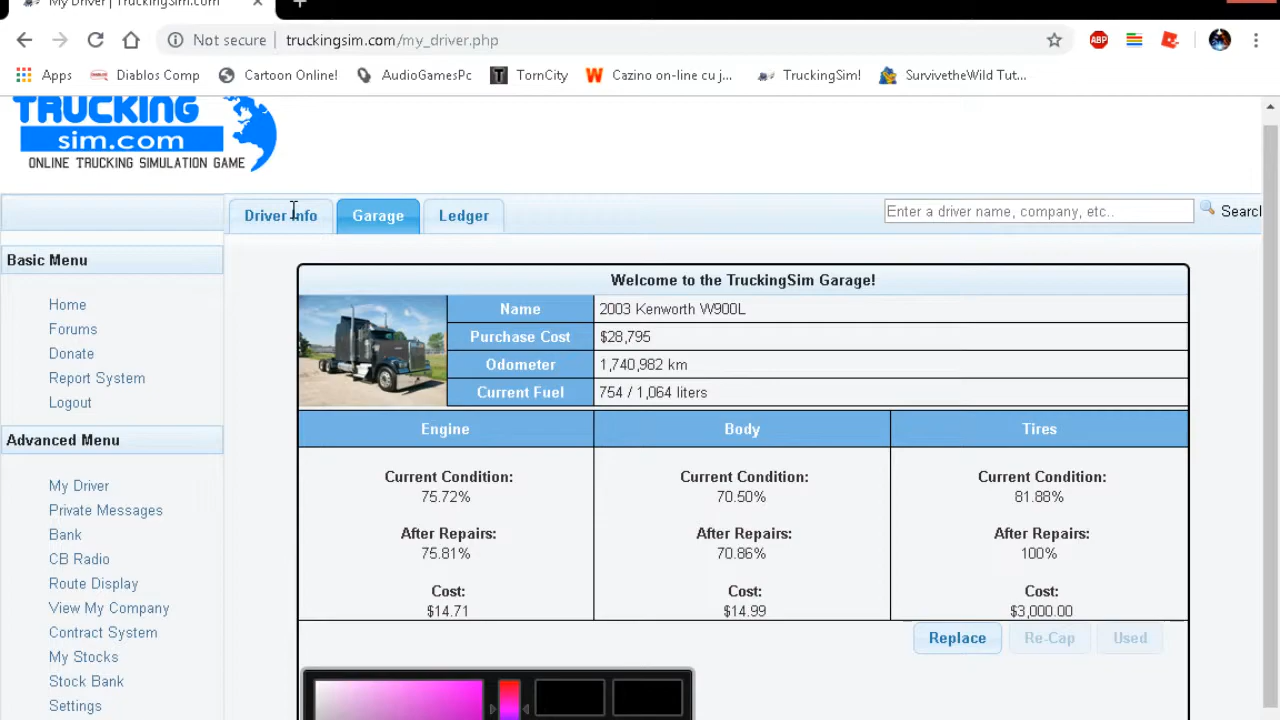 My Driver | TruckingSim.com
Not secure truckingsim.com/my_driver.php
ABP
Apps Diablos Comp Cartoon Online! AudioGamesPc T TornCity W Cazino on-line cu j... TruckingSim! SurvivetheWild Tut...
TRUCKING
sim.com
ONLINE TRUCKING SIMULATION GAME
Driver Info Garage Ledger Enter a driver name, company, etc.. Search
Basic Menu
Home
Forums
Donate
Report System
Logout
Advanced Menu
My Driver
Private Messages
Bank
CB Radio
Route Display
View My Company
Contract System
My Stocks
Stock Bank
Settings
Welcome to the TruckingSim Garage!
Name 2003 Kenworth W900L
Purchase Cost $28,795
Odometer 1,740,982 km
Current Fuel 754 / 1,064 liters
Engine Body Tires
Current Condition: Current Condition: Current Condition:
75.72% 70.50% 81.88%
After Repairs: After Repairs: After Repairs:
75.81% 70.86% 100%
Cost: Cost: Cost:
$14.71 $14.99 $3,000.00
Replace Re-Cap Used